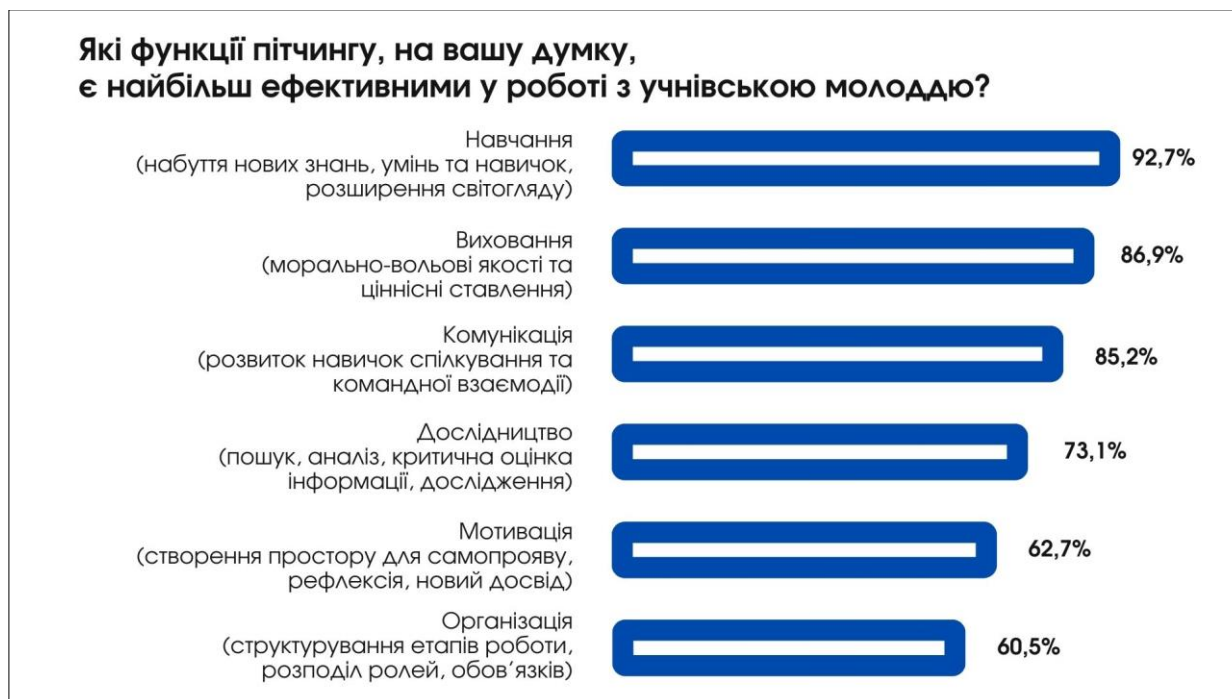 Які функції пітчингу, на вашу думку,
є найбільш ефективними у роботі з учнівською молоддю?
Навчання
(набуття нових знань, умінь та навичок,
розширення світогляду)
92,7%
Виховання
(морально-вольові якості та
ціннісні ставлення)
86,9%
Комунікація
(розвиток навичок спілкування та
командної взаємодії)
85,2%
Дослідництво
(пошук, аналіз, критична оцінка
інформації, дослідження)
73,1%
Мотивація
(створення простору для самопрояву,
рефлексія, новий досвід)
62,7%
Організація
(структурування етапів роботи,
розподіл ролей, обов’язків)
60,5%